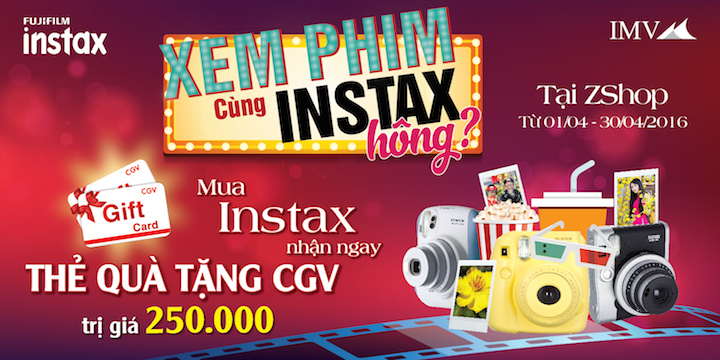 FUJIFILM
instax
XEM PHIM
Cùng INSTAX
hông?
IMV
Tại ZShop
Từ 01/04 - 30/04/2016
CGV
CGV
Gift
Card
Mua
Instax
nhận ngay
THẺ QUÀ TẶNG CGV
trị giá 250.000